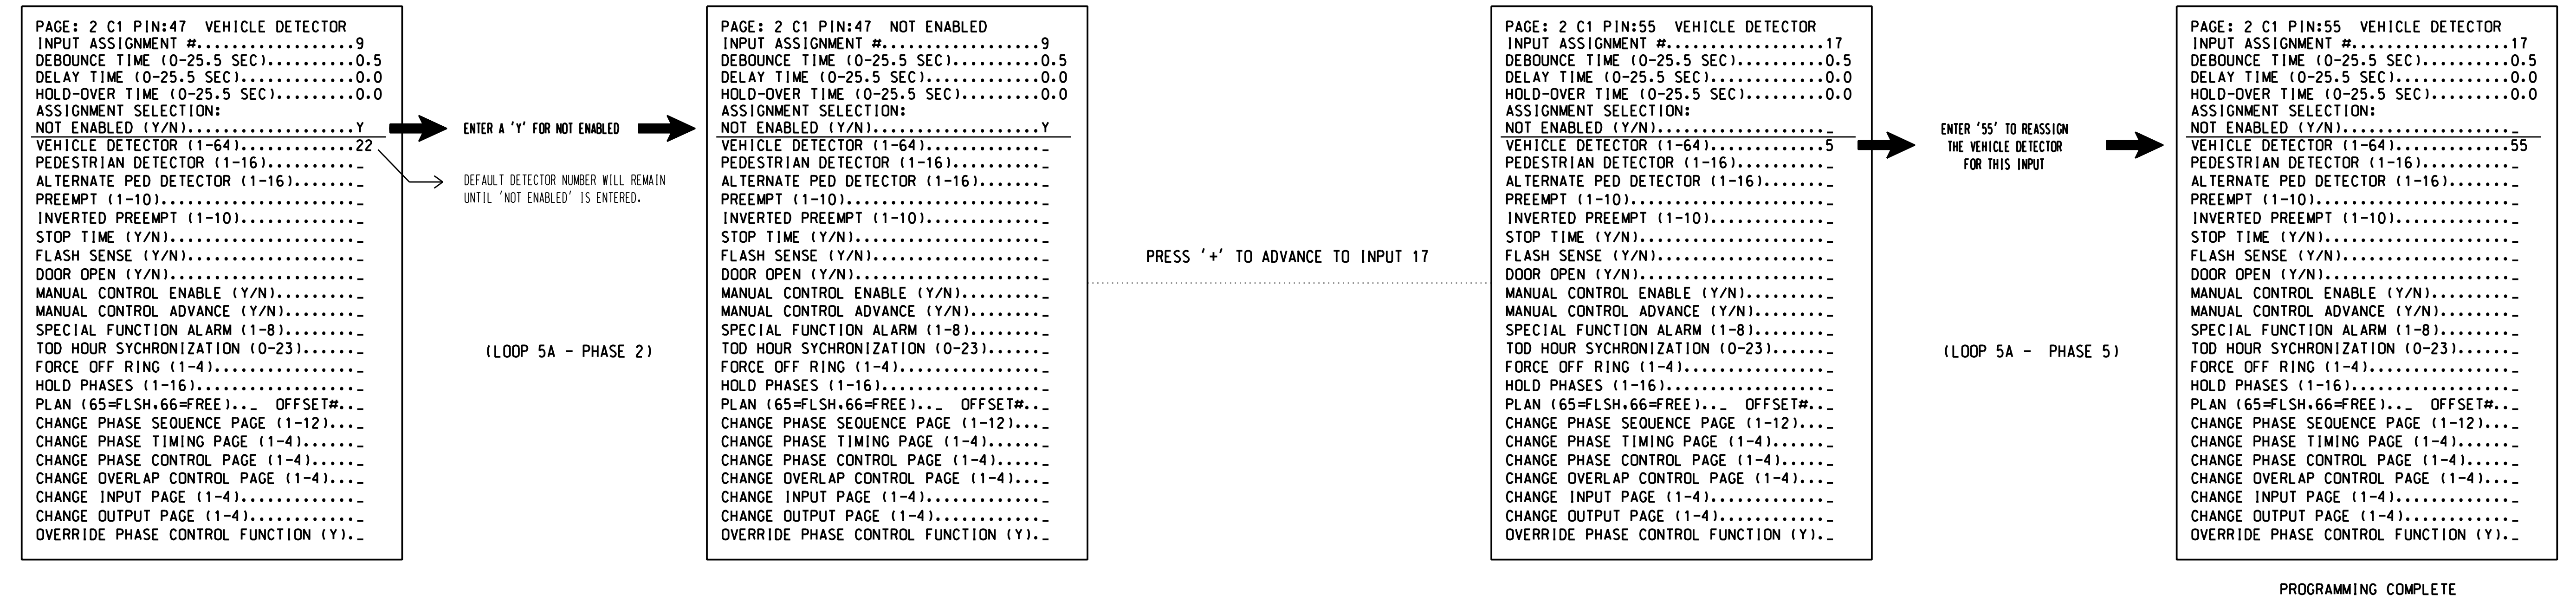 PAGE: 2 C1 PIN:47 VEHICLE DETECTOR
INPUT ASSIGNMENT #..................9
DEBOUNCE TIME (0-25.5 SEC).........0.5
DELAY TIME (0-25.5 SEC)............0.0
HOLD-OVER TIME (0-25.5 SEC).........0.0
ASSIGNMENT SELECTION:
NOT ENABLED (Y/N)...................Y
VEHICLE DETECTOR (1-64)............22
PEDESTRIAN DETECTOR (1-16)..........._
ALTERNATE PED DETECTOR (1-16)......._
PREEMPT (1-10)......................_
INVERTED PREEMPT (1-10)............._
STOP TIME (Y/N)....................._
FLASH SENSE (Y/N)..................._
DOOR OPEN (Y/N)....................._
MANUAL CONTROL ENABLE (Y/N)........._
MANUAL CONTROL ADVANCE (Y/N)........_
SPECIAL FUNCTION ALARM (1-8)........_
TOD HOUR SYCHRONIZATION (0-23)......_
FORCE OFF RING (1-4)................_
HOLD PHASES (1-16).................._
PLAN (65=FLSH,66=FREE).._ OFFSET#.._
CHANGE PHASE SEQUENCE PAGE (1-12)..._
CHANGE PHASE TIMING PAGE (1-4)......_
CHANGE PHASE CONTROL PAGE (1-4)....._
CHANGE OVERLAP CONTROL PAGE (1-4)..._
CHANGE INPUT PAGE (1-4)............._
CHANGE OUTPUT PAGE (1-4)............_
OVERRIDE PHASE CONTROL FUNCTION (Y)._
ENTER A 'Y' FOR NOT ENABLED
DEFAULT DETECTOR NUMBER WILL REMAIN
UNTIL 'NOT ENABLED' IS ENTERED.
(LOOP 5A - PHASE 2)
PAGE: 2 C1 PIN:47 NOT ENABLED
INPUT ASSIGNMENT #..................9
DEBOUNCE TIME (0-25.5 SEC).........0.5
DELAY TIME (0-25.5 SEC)............0.0
HOLD-OVER TIME (0-25.5 SEC).........0.0
ASSIGNMENT SELECTION:
NOT ENABLED (Y/N)...................Y
VEHICLE DETECTOR (1-64)............._
PEDESTRIAN DETECTOR (1-16)..........._
ALTERNATE PED DETECTOR (1-16)......._
PREEMPT (1-10)......................_
INVERTED PREEMPT (1-10)............._
STOP TIME (Y/N)....................._
FLASH SENSE (Y/N)..................._
DOOR OPEN (Y/N)....................._
MANUAL CONTROL ENABLE (Y/N)........._
MANUAL CONTROL ADVANCE (Y/N)........_
SPECIAL FUNCTION ALARM (1-8)........_
TOD HOUR SYCHRONIZATION (0-23)......_
FORCE OFF RING (1-4)................_
HOLD PHASES (1-16).................._
PLAN (65=FLSH,66=FREE).._ OFFSET#.._
CHANGE PHASE SEQUENCE PAGE (1-12)..._
CHANGE PHASE TIMING PAGE (1-4)......_
CHANGE PHASE CONTROL PAGE (1-4)....._
CHANGE OVERLAP CONTROL PAGE (1-4)..._
CHANGE INPUT PAGE (1-4)............._
CHANGE OUTPUT PAGE (1-4)............_
OVERRIDE PHASE CONTROL FUNCTION (Y)._
PRESS '+' TO ADVANCE TO INPUT 17
PAGE: 2 C1 PIN:55 VEHICLE DETECTOR
INPUT ASSIGNMENT #.................17
DEBOUNCE TIME (0-25.5 SEC).........0.5
DELAY TIME (0-25.5 SEC)............0.0
HOLD-OVER TIME (0-25.5 SEC).........0.0
ASSIGNMENT SELECTION:
NOT ENABLED (Y/N)..................._
VEHICLE DETECTOR (1-64).............5
PEDESTRIAN DETECTOR (1-16)..........._
ALTERNATE PED DETECTOR (1-16)......._
PREEMPT (1-10)......................_
INVERTED PREEMPT (1-10)............._
STOP TIME (Y/N)....................._
FLASH SENSE (Y/N)..................._
DOOR OPEN (Y/N)....................._
MANUAL CONTROL ENABLE (Y/N)........._
MANUAL CONTROL ADVANCE (Y/N)........_
SPECIAL FUNCTION ALARM (1-8)........_
TOD HOUR SYCHRONIZATION (0-23)......_
FORCE OFF RING (1-4)................_
HOLD PHASES (1-16).................._
PLAN (65=FLSH,66=FREE).._ OFFSET#.._
CHANGE PHASE SEQUENCE PAGE (1-12)..._
CHANGE PHASE TIMING PAGE (1-4)......_
CHANGE PHASE CONTROL PAGE (1-4)....._
CHANGE OVERLAP CONTROL PAGE (1-4)..._
CHANGE INPUT PAGE (1-4)............._
CHANGE OUTPUT PAGE (1-4)............_
OVERRIDE PHASE CONTROL FUNCTION (Y)._
ENTER '55' TO REASSIGN
THE VEHICLE DETECTOR
FOR THIS INPUT
(LOOP 5A - PHASE 5)
PAGE: 2 C1 PIN:55 VEHICLE DETECTOR
INPUT ASSIGNMENT #.................17
DEBOUNCE TIME (0-25.5 SEC).........0.5
DELAY TIME (0-25.5 SEC)............0.0
HOLD-OVER TIME (0-25.5 SEC).........0.0
ASSIGNMENT SELECTION:
NOT ENABLED (Y/N)..................._
VEHICLE DETECTOR (1-64)............55
PEDESTRIAN DETECTOR (1-16)..........._
ALTERNATE PED DETECTOR (1-16)......._
PREEMPT (1-10)......................_
INVERTED PREEMPT (1-10)............._
STOP TIME (Y/N)....................._
FLASH SENSE (Y/N)..................._
DOOR OPEN (Y/N)....................._
MANUAL CONTROL ENABLE (Y/N)........._
MANUAL CONTROL ADVANCE (Y/N)........_
SPECIAL FUNCTION ALARM (1-8)........_
TOD HOUR SYCHRONIZATION (0-23)......_
FORCE OFF RING (1-4)................_
HOLD PHASES (1-16).................._
PLAN (65=FLSH,66=FREE).._ OFFSET#.._
CHANGE PHASE SEQUENCE PAGE (1-12)..._
CHANGE PHASE TIMING PAGE (1-4)......_
CHANGE PHASE CONTROL PAGE (1-4)....._
CHANGE OVERLAP CONTROL PAGE (1-4)..._
CHANGE INPUT PAGE (1-4)............._
CHANGE OUTPUT PAGE (1-4)............_
OVERRIDE PHASE CONTROL FUNCTION (Y)._
PROGRAMMING COMPLETE